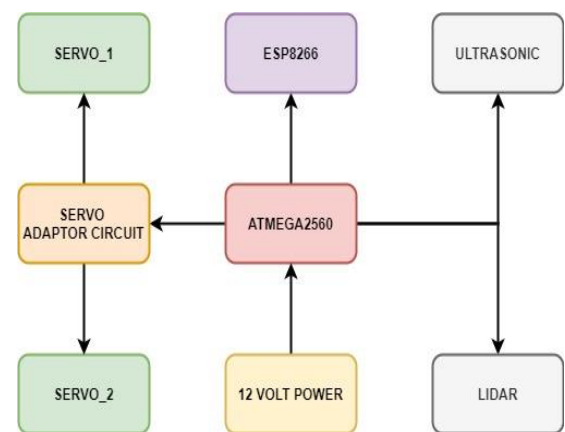 SERVO_1
ESP8266
ULTRASONIC
SERVO
ADAPTOR CIRCUIT
ATMEGA2560
SERVO_2
12 VOLT POWER
LIDAR